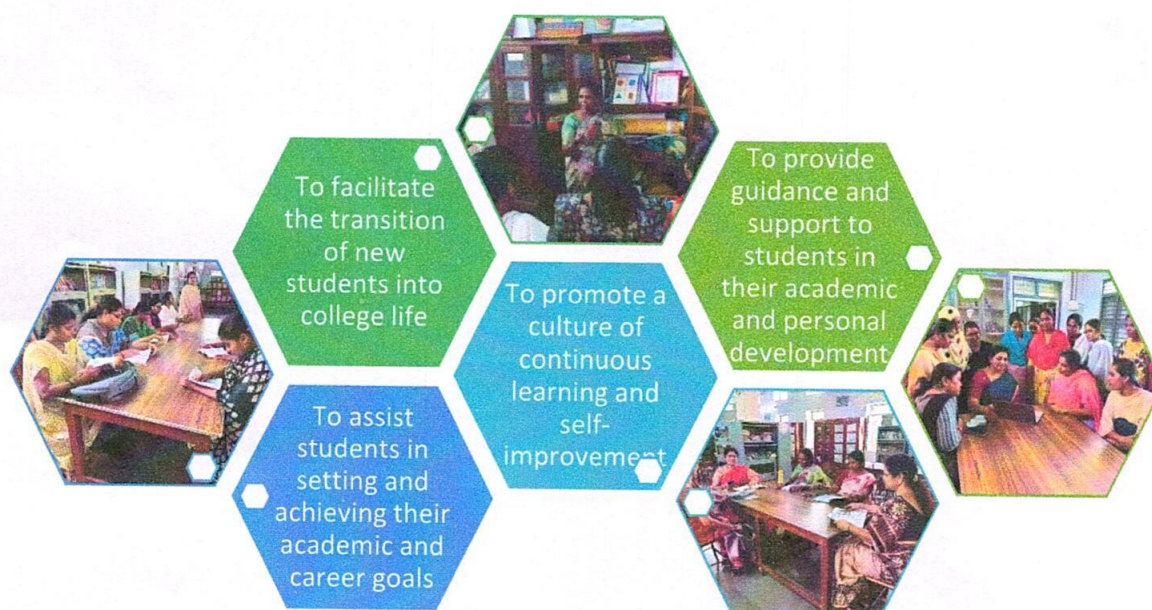 To facilitate
the transition
of new
students into
college life
To promote a
culture of
continuous
learning and
self-
improvement
To provide
guidance and
support to
students in
their academic
and personal
development
To assist
students in
setting and
achieving their
academic and
career goals